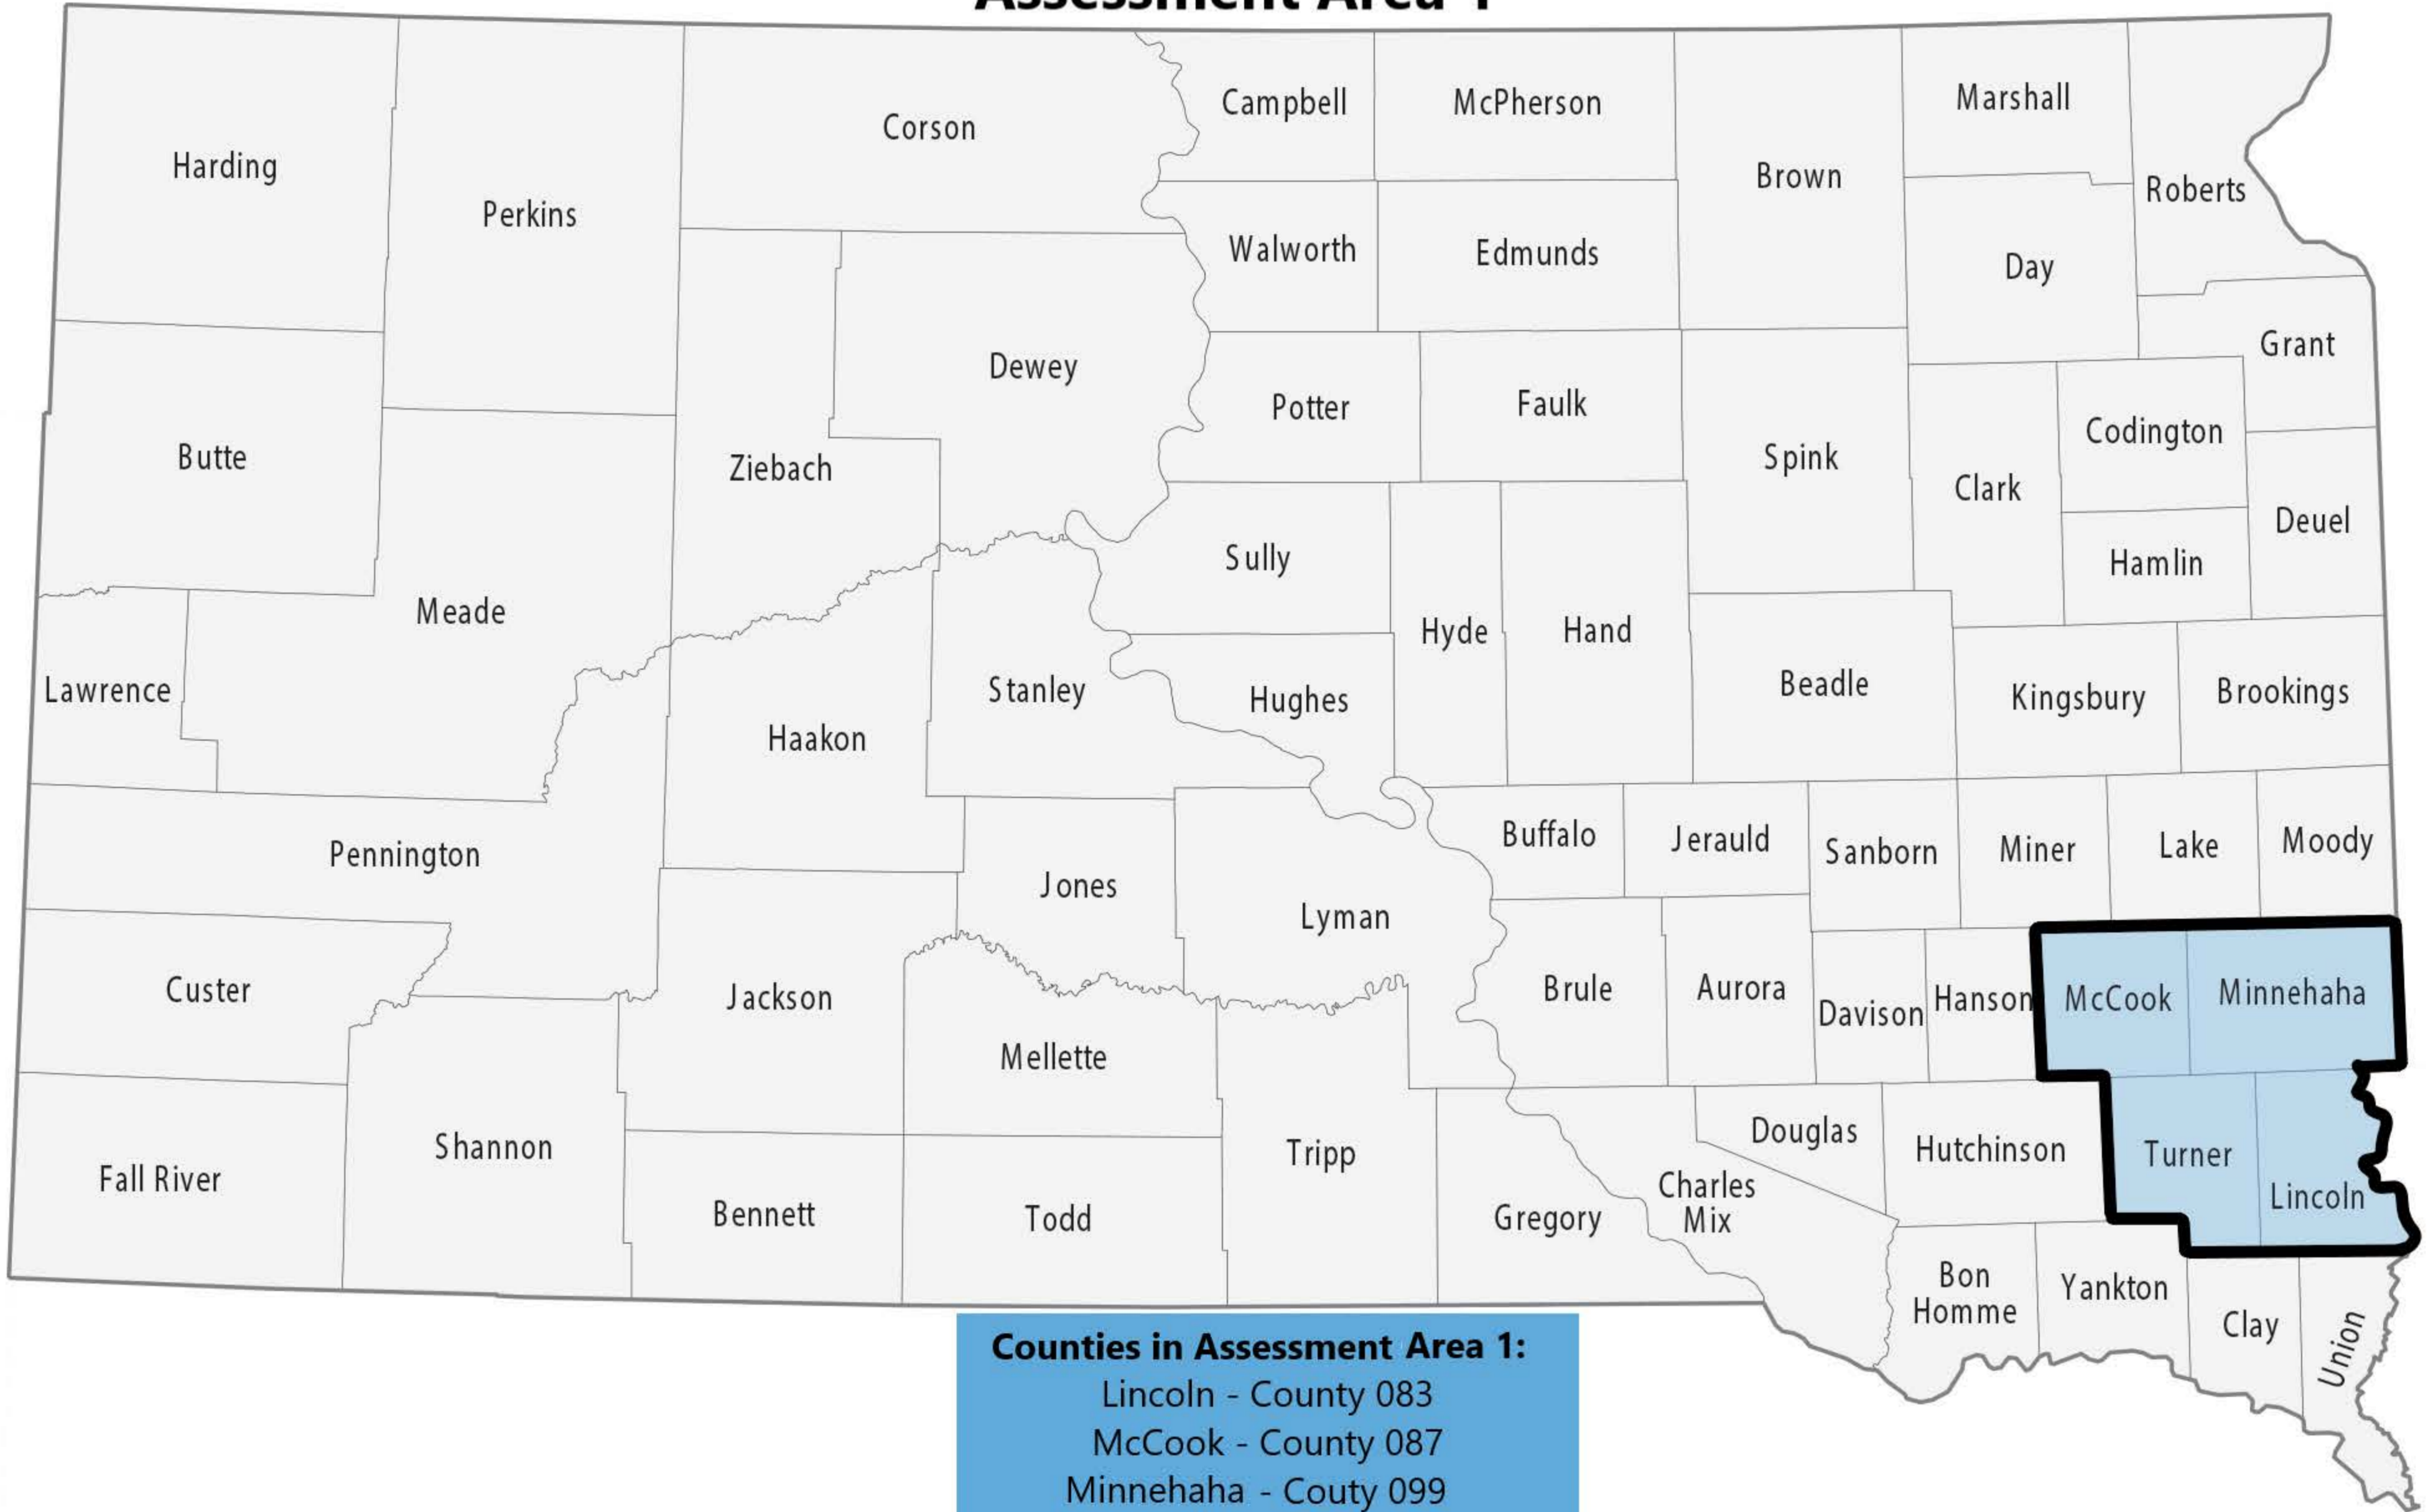 Assessment Area 1
Harding
Perkins
Corson
Campbell
McPherson
Brown
Marshall
Roberts
Walworth
Edmunds
Day
Grant
Butte
Meade
Ziebach
Dewey
Potter
Faulk
Spink
Clark
Codington
Deuel
Hamlin
Sully
Hyde
Hand
Beadle
Kingsbury
Brookings
Lawrence
Haakon
Stanley
Hughes
Pennington
Jones
Lyman
Buffalo
Jerauld
Sanborn
Miner
Lake
Moody
Custer
Jackson
Mellette
Brule
Aurora
Davison
Hanson
McCook
Minnehaha
Fall River
Shannon
Bennett
Todd
Tripp
Gregory
Charles
Mix
Douglas
Hutchinson
Turner
Lincoln
Bon
Homme
Yankton
Clay
Union
Counties in Assessment Area 1:
Lincoln - County 083
McCook - County 087
Minnehaha - Couty 099